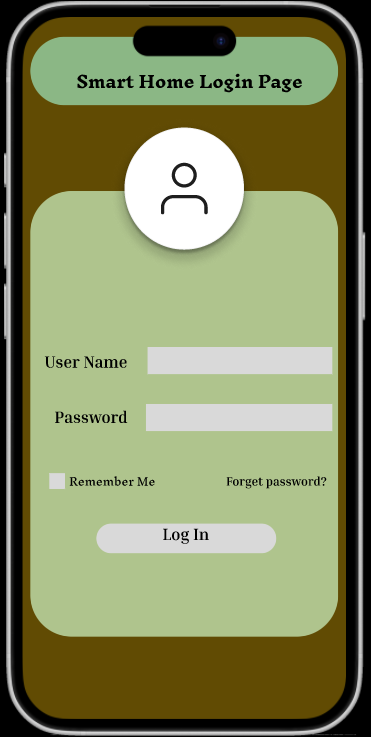 Smart Home Login Page
User Name
Password
Remember Me
Forget password?
Log In